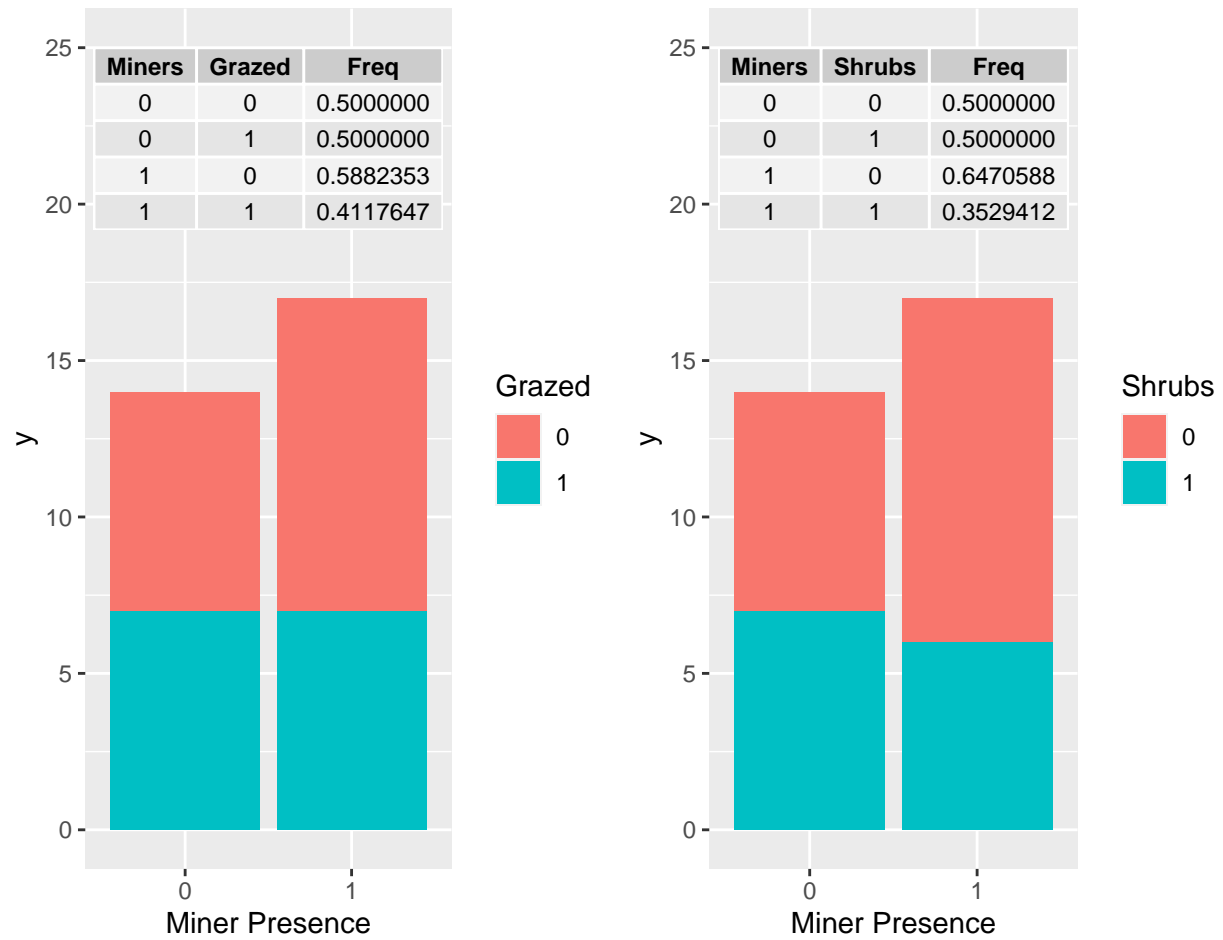 25
20
15
10
5
0
y
Miners Grazed Freq
0 0 0.5000000
0 1 0.5000000
1 0 0.5882353
1 1 0.4117647
0 1
Miner Presence
Grazed
0
1
25
20
15
10
5
0
y
Miners Shrubs Freq
0 0 0.5000000
0 1 0.5000000
1 0 0.6470588
1 1 0.3529412
0 1
Miner Presence
Shrubs
0
1